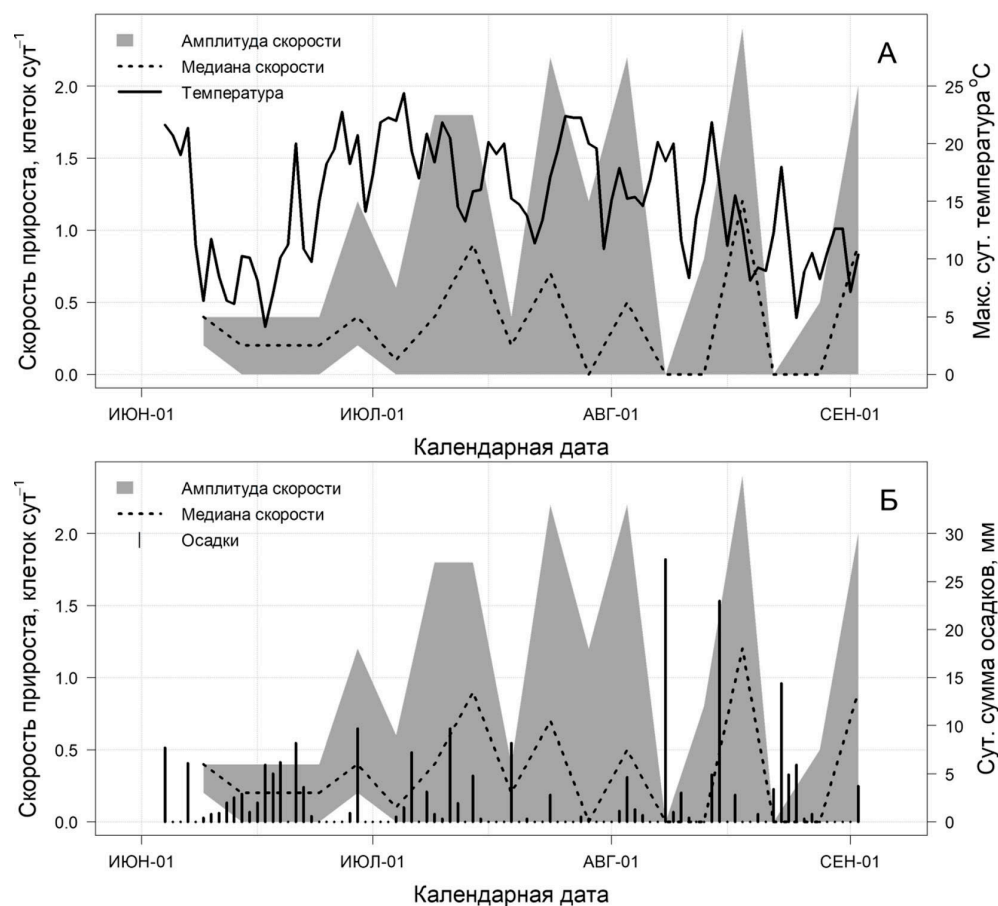 А
Амплитуда скорости
Медиана скорости
Температура
Скорость прироста, клеток сут⁻¹
2.0
1.5
1.0
0.5
0.0
Макс. сут. температура °C
25
20
15
10
5
0
ИЮН-01 ИЮЛ-01 АВГ-01 СЕН-01
Календарная дата
Б
Амплитуда скорости
Медиана скорости
Осадки
Скорость прироста, клеток сут⁻¹
2.0
1.5
1.0
0.5
0.0
Сут. сумма осадков, мм
30
25
20
15
10
5
0
ИЮН-01 ИЮЛ-01 АВГ-01 СЕН-01
Календарная дата